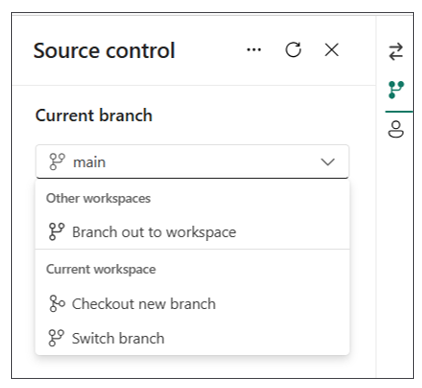 Source control
Current branch
main
Other workspaces
Branch out to workspace
Current workspace
Checkout new branch
Switch branch